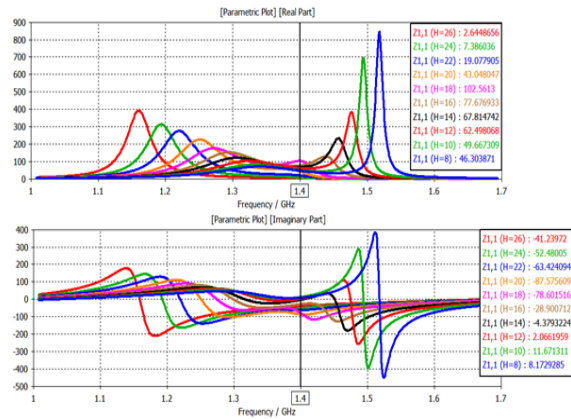 [Parametric Plot] [Real Part]
900
800
700
600
500
400
300
200
100
0
Z1,1 (H=26) : 2.6448656
Z1,1 (H=24) : 7.386036
Z1,1 (H=22) : 19.077905
Z1,1 (H=20) : 43.048047
Z1,1 (H=18) : 102.5613
Z1,1 (H=16) : 77.676933
Z1,1 (H=14) : 67.814742
Z1,1 (H=12) : 62.498068
Z1,1 (H=10) : 49.667309
Z1,1 (H=8) : 46.303871
1 1.1 1.2 1.3 1.4 1.5 1.6 1.7
Frequency / GHz
[Parametric Plot] [Imaginary Part]
400
300
200
100
0
-100
-200
-300
-400
-500
Z1,1 (H=26) : -41.23972
Z1,1 (H=24) : -52.48005
Z1,1 (H=22) : -63.424094
Z1,1 (H=20) : -87.575609
Z1,1 (H=18) : -78.601516
Z1,1 (H=16) : -28.900712
Z1,1 (H=14) : -4.3793224
Z1,1 (H=12) : 2.0661959
Z1,1 (H=10) : 11.671311
Z1,1 (H=8) : 8.1729285
1 1.1 1.2 1.3 1.4 1.5 1.6 1.7
Frequency / GHz